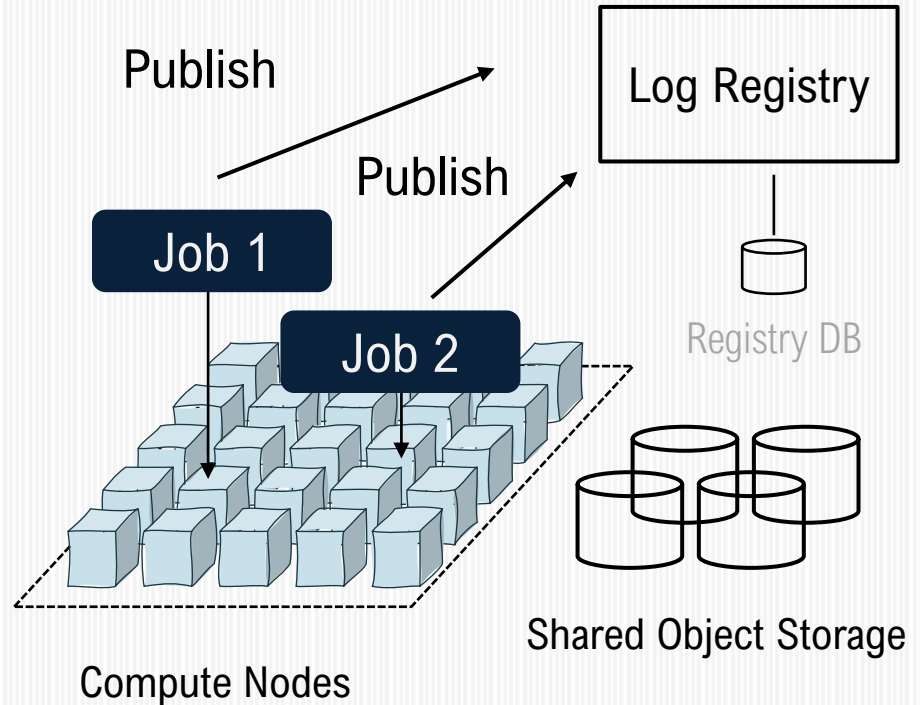 Publish
Log Registry
Publish
Job 1
Job 2
Registry DB
Shared Object Storage
Compute Nodes